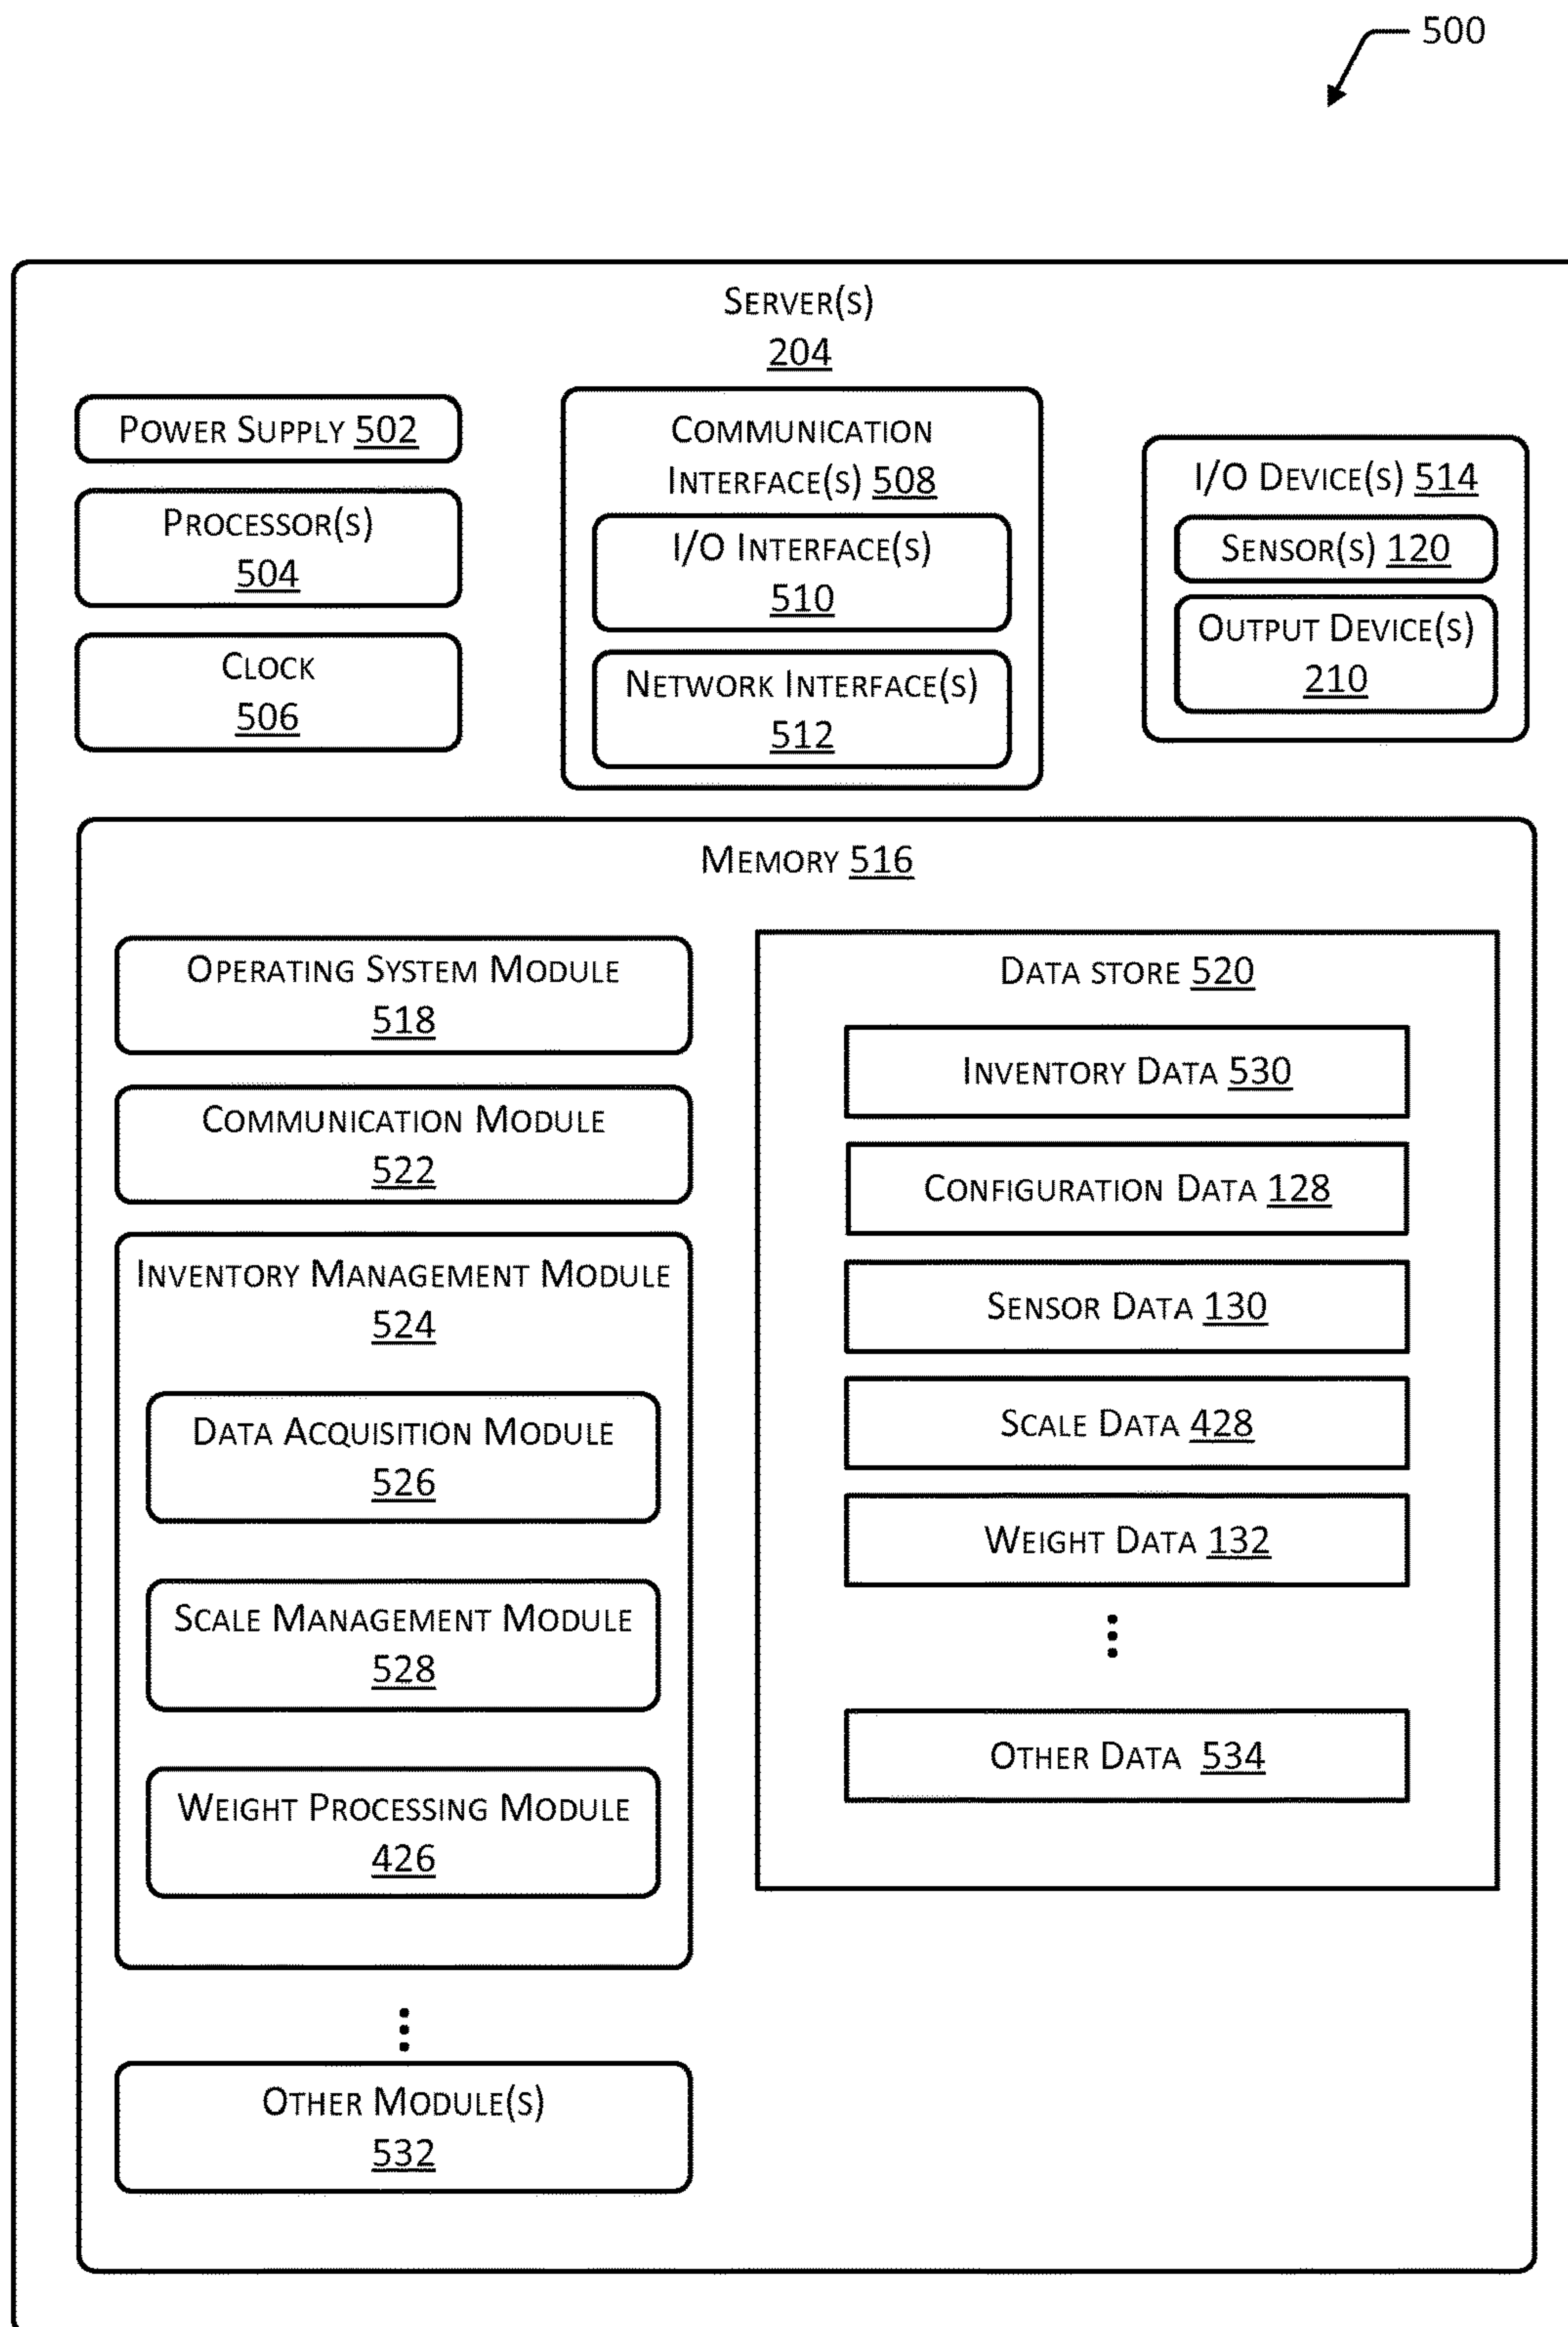 500
Server(s)
204
Power Supply 502
Processor(s)
504
Clock
506
Communication
Interface(s) 508
I/O Interface(s)
510
Network Interface(s)
512
I/O Device(s) 514
Sensor(s) 120
Output Device(s)
210
Memory 516
Operating System Module
518
Communication Module
522
Inventory Management Module
524
Data Acquisition Module
526
Scale Management Module
528
Weight Processing Module
426
Other Module(s)
532
Data store 520
Inventory Data 530
Configuration Data 128
Sensor Data 130
Scale Data 428
Weight Data 132
Other Data 534